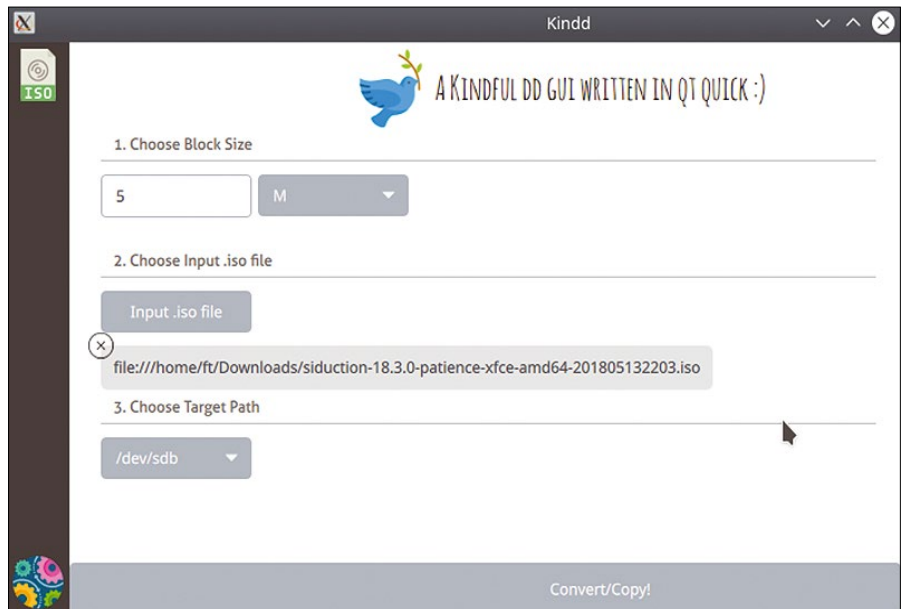 Kindd
ISO
A Kindful dd gui written in qt quick :)
1. Choose Block Size
5
M
2. Choose Input .iso file
Input .iso file
file:///home/ft/Downloads/siduction-18.3.0-patience-xfce-amd64-201805132203.iso
3. Choose Target Path
/dev/sdb
Convert/Copy!